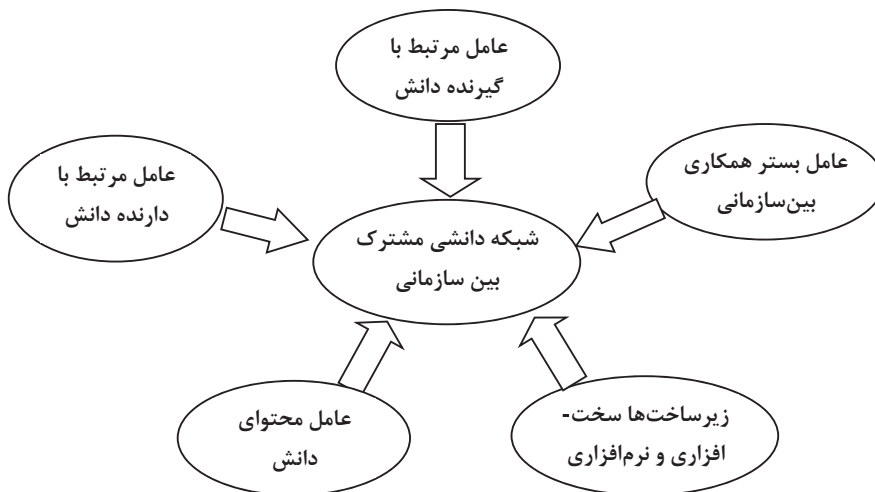 عامل مرتبط با
گیرنده دانش
عامل بستر همکاری
بین‌سازمانی
عامل مرتبط با
دارنده دانش
شبکه دانشی مشترک
بین سازمانی
زیرساخت‌ها سخت-
افزاری و نرم‌افزاری
عامل محتوای
دانش